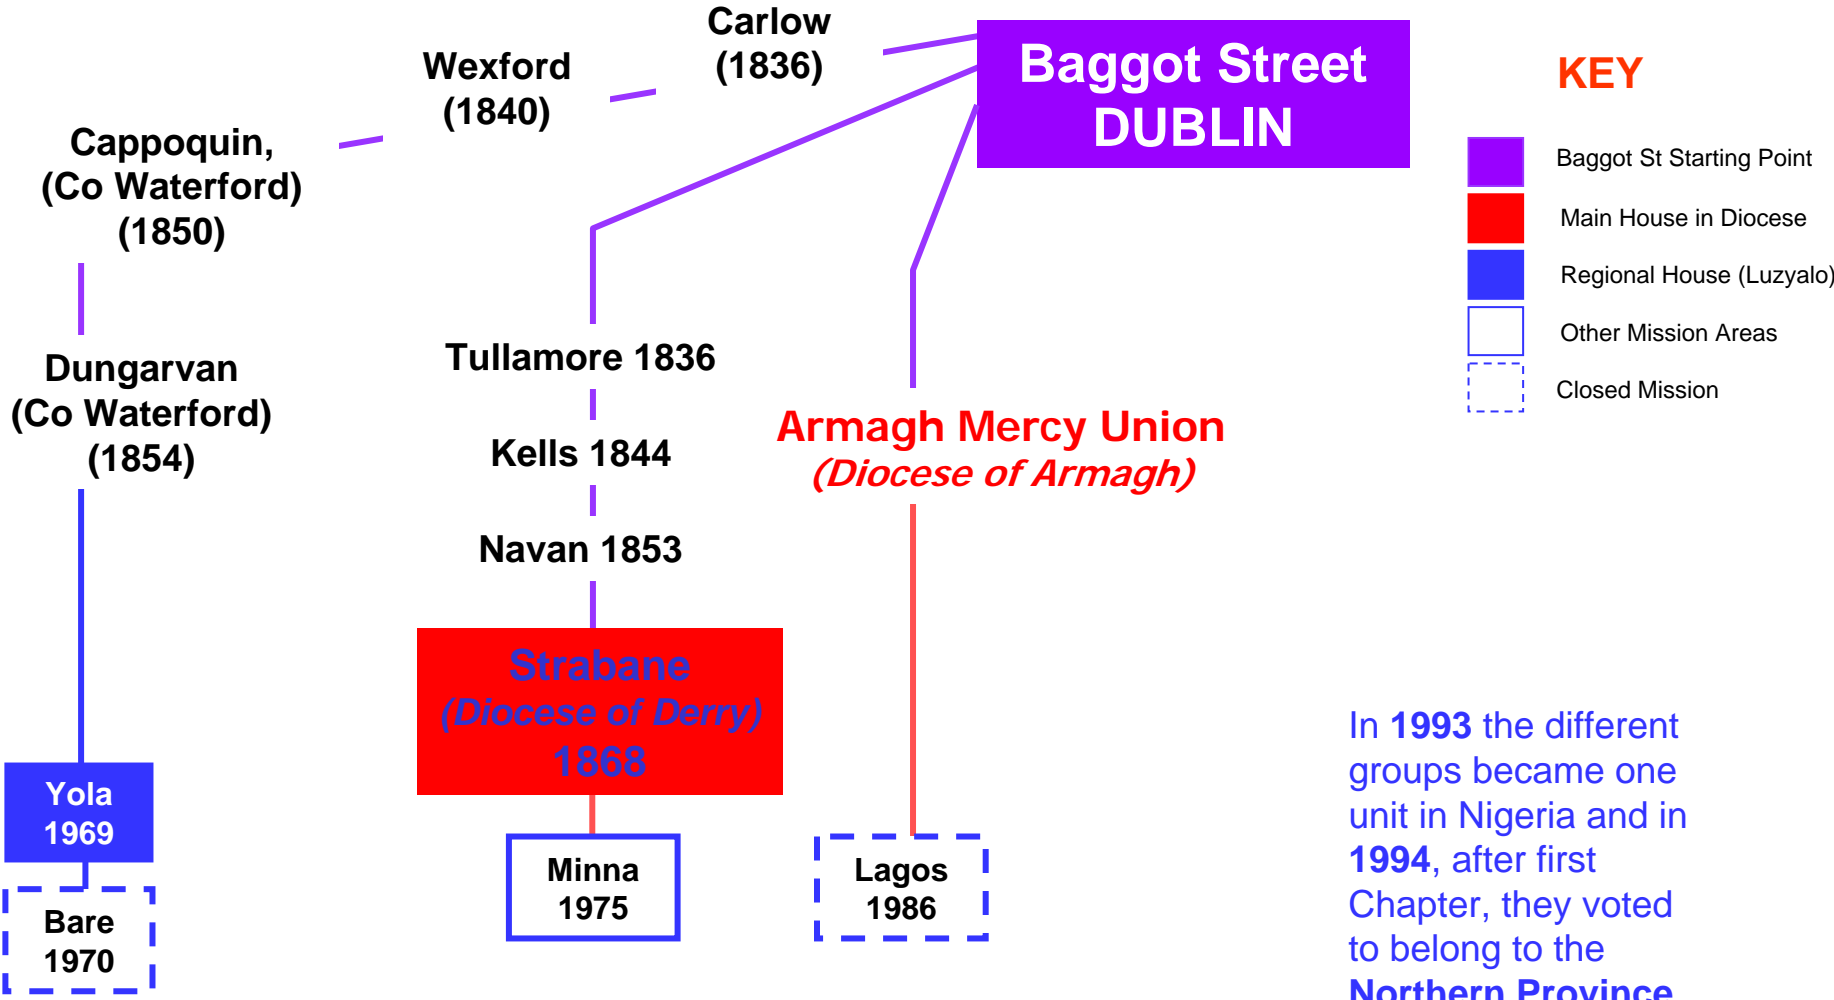 Carlow
(1836)
Wexford
(1840)
Cappoquin,
(Co Waterford)
(1850)
Dungarvan
(Co Waterford)
(1854)
Yola
1969
Bare
1970
Baggot Street
DUBLIN
Tullamore 1836
Kells 1844
Navan 1853
Strabane
(Diocese of Derry)
1868
Minna
1975
Armagh Mercy Union
(Diocese of Armagh)
Lagos
1986
KEY
Baggot St Starting Point
Main House in Diocese
Regional House (Luzyalo)
Other Mission Areas
Closed Mission
In 1993 the different
groups became one
unit in Nigeria and in
1994, after first
Chapter, they voted
to belong to the
Northern Province